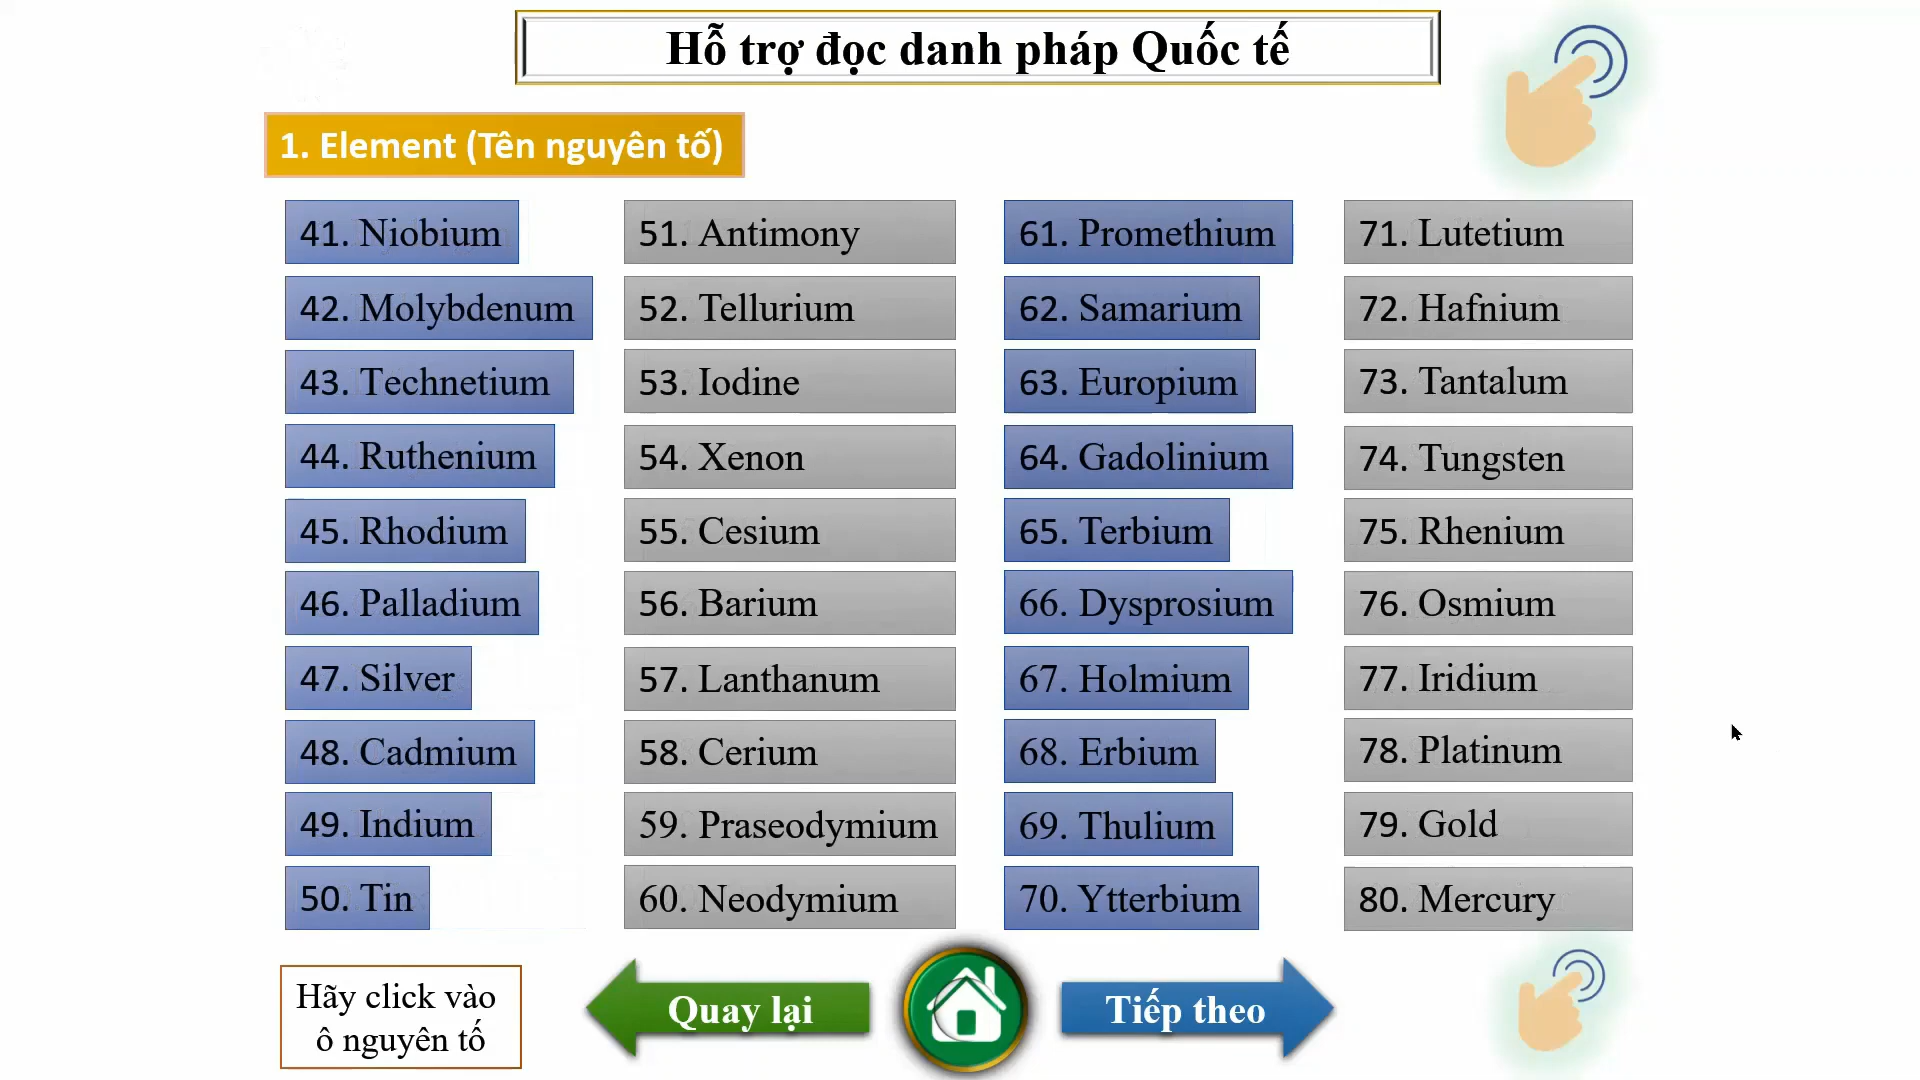 Hỗ trợ đọc danh pháp Quốc tế
1. Element (Tên nguyên tố)
41. Niobium
42. Molybdenum
43. Technetium
44. Ruthenium
45. Rhodium
46. Palladium
47. Silver
48. Cadmium
49. Indium
50. Tin
51. Antimony
52. Tellurium
53. Iodine
54. Xenon
55. Cesium
56. Barium
57. Lanthanum
58. Cerium
59. Praseodymium
60. Neodymium
61. Promethium
62. Samarium
63. Europium
64. Gadolinium
65. Terbium
66. Dysprosium
67. Holmium
68. Erbium
69. Thulium
70. Ytterbium
71. Lutetium
72. Hafnium
73. Tantalum
74. Tungsten
75. Rhenium
76. Osmium
77. Iridium
78. Platinum
79. Gold
80. Mercury
Hãy click vào
ô nguyên tố
Quay lại
Tiếp theo